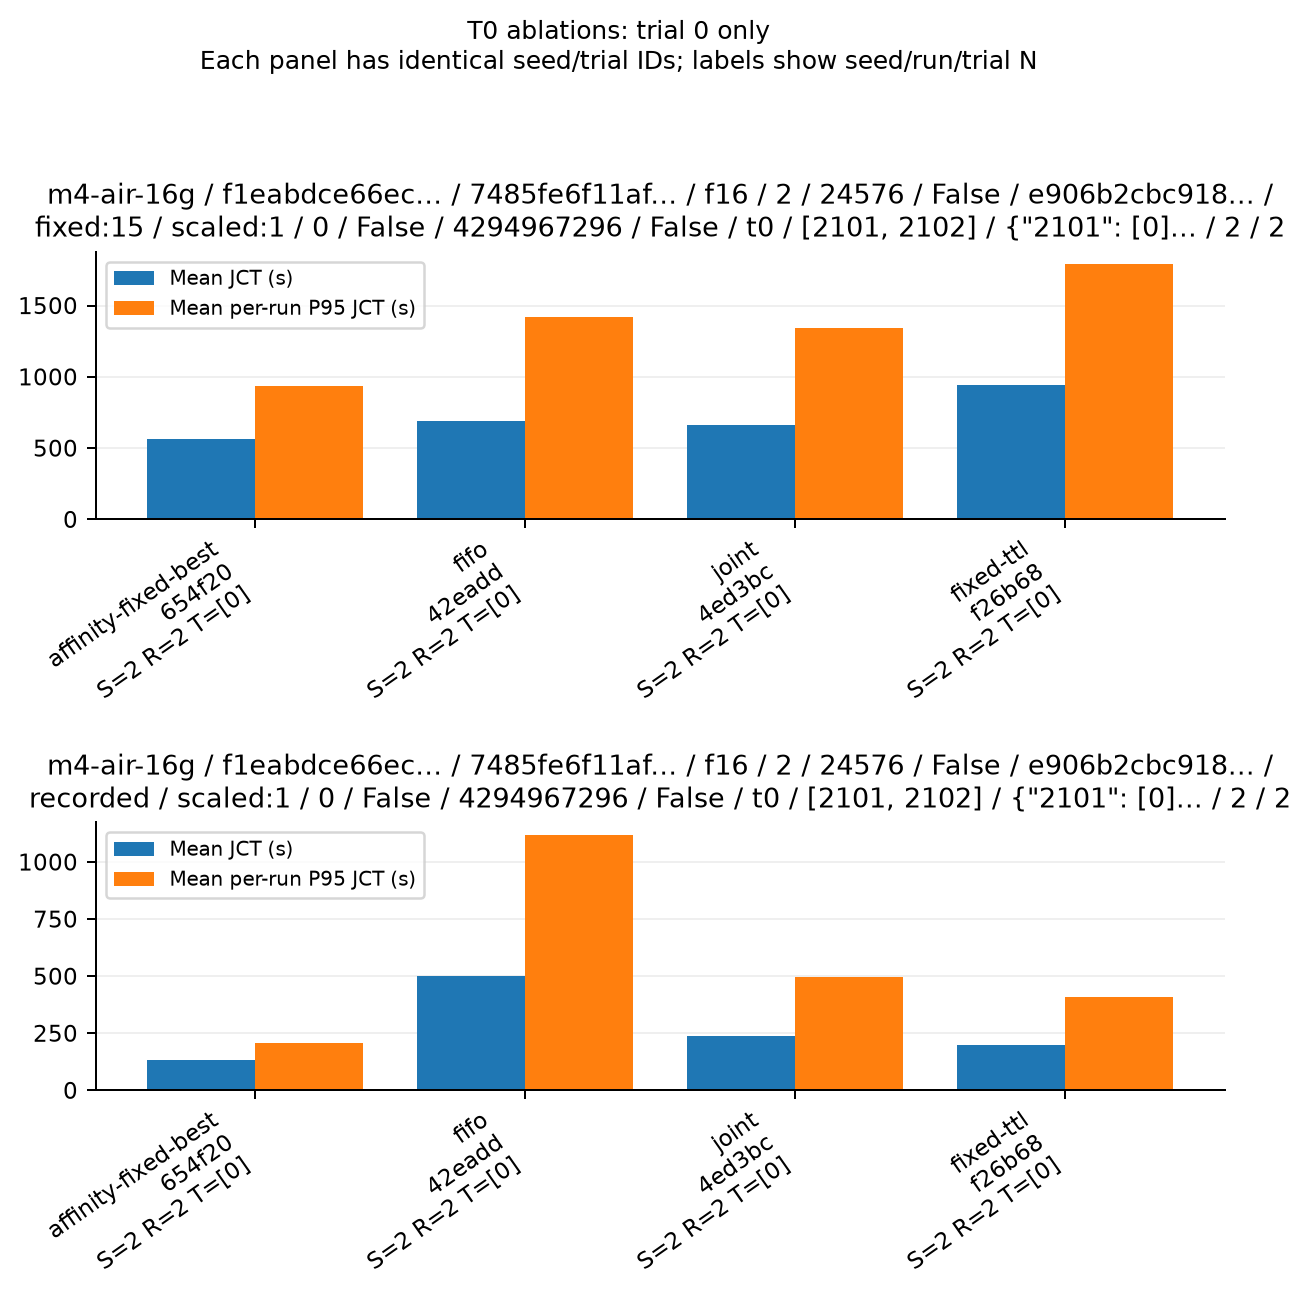 T0 ablations: trial 0 only
Each panel has identical seed/trial IDs; labels show seed/run/trial N
m4-air-16g / f1eabdce66ec... / 7485fe6f11af... / f16 / 2 / 24576 / False / e906b2cbc918... /
fixed:15 / scaled:1 / 0 / False / 4294967296 / False / t0 / [2101, 2102] / {"2101": [0]... / 2 / 2
Mean JCT (s)
Mean per-run P95 JCT (s)
1500
1000
500
0
affinity-fixed-best
654f20
S=2 R=2 T=[0]
fifo
42eadd
S=2 R=2 T=[0]
joint
4ed3bc
S=2 R=2 T=[0]
fixed-ttl
f26b68
S=2 R=2 T=[0]
m4-air-16g / f1eabdce66ec... / 7485fe6f11af... / f16 / 2 / 24576 / False / e906b2cbc918... /
recorded / scaled:1 / 0 / False / 4294967296 / False / t0 / [2101, 2102] / {"2101": [0]... / 2 / 2
Mean JCT (s)
Mean per-run P95 JCT (s)
1000
750
500
250
0
affinity-fixed-best
654f20
S=2 R=2 T=[0]
fifo
42eadd
S=2 R=2 T=[0]
joint
4ed3bc
S=2 R=2 T=[0]
fixed-ttl
f26b68
S=2 R=2 T=[0]